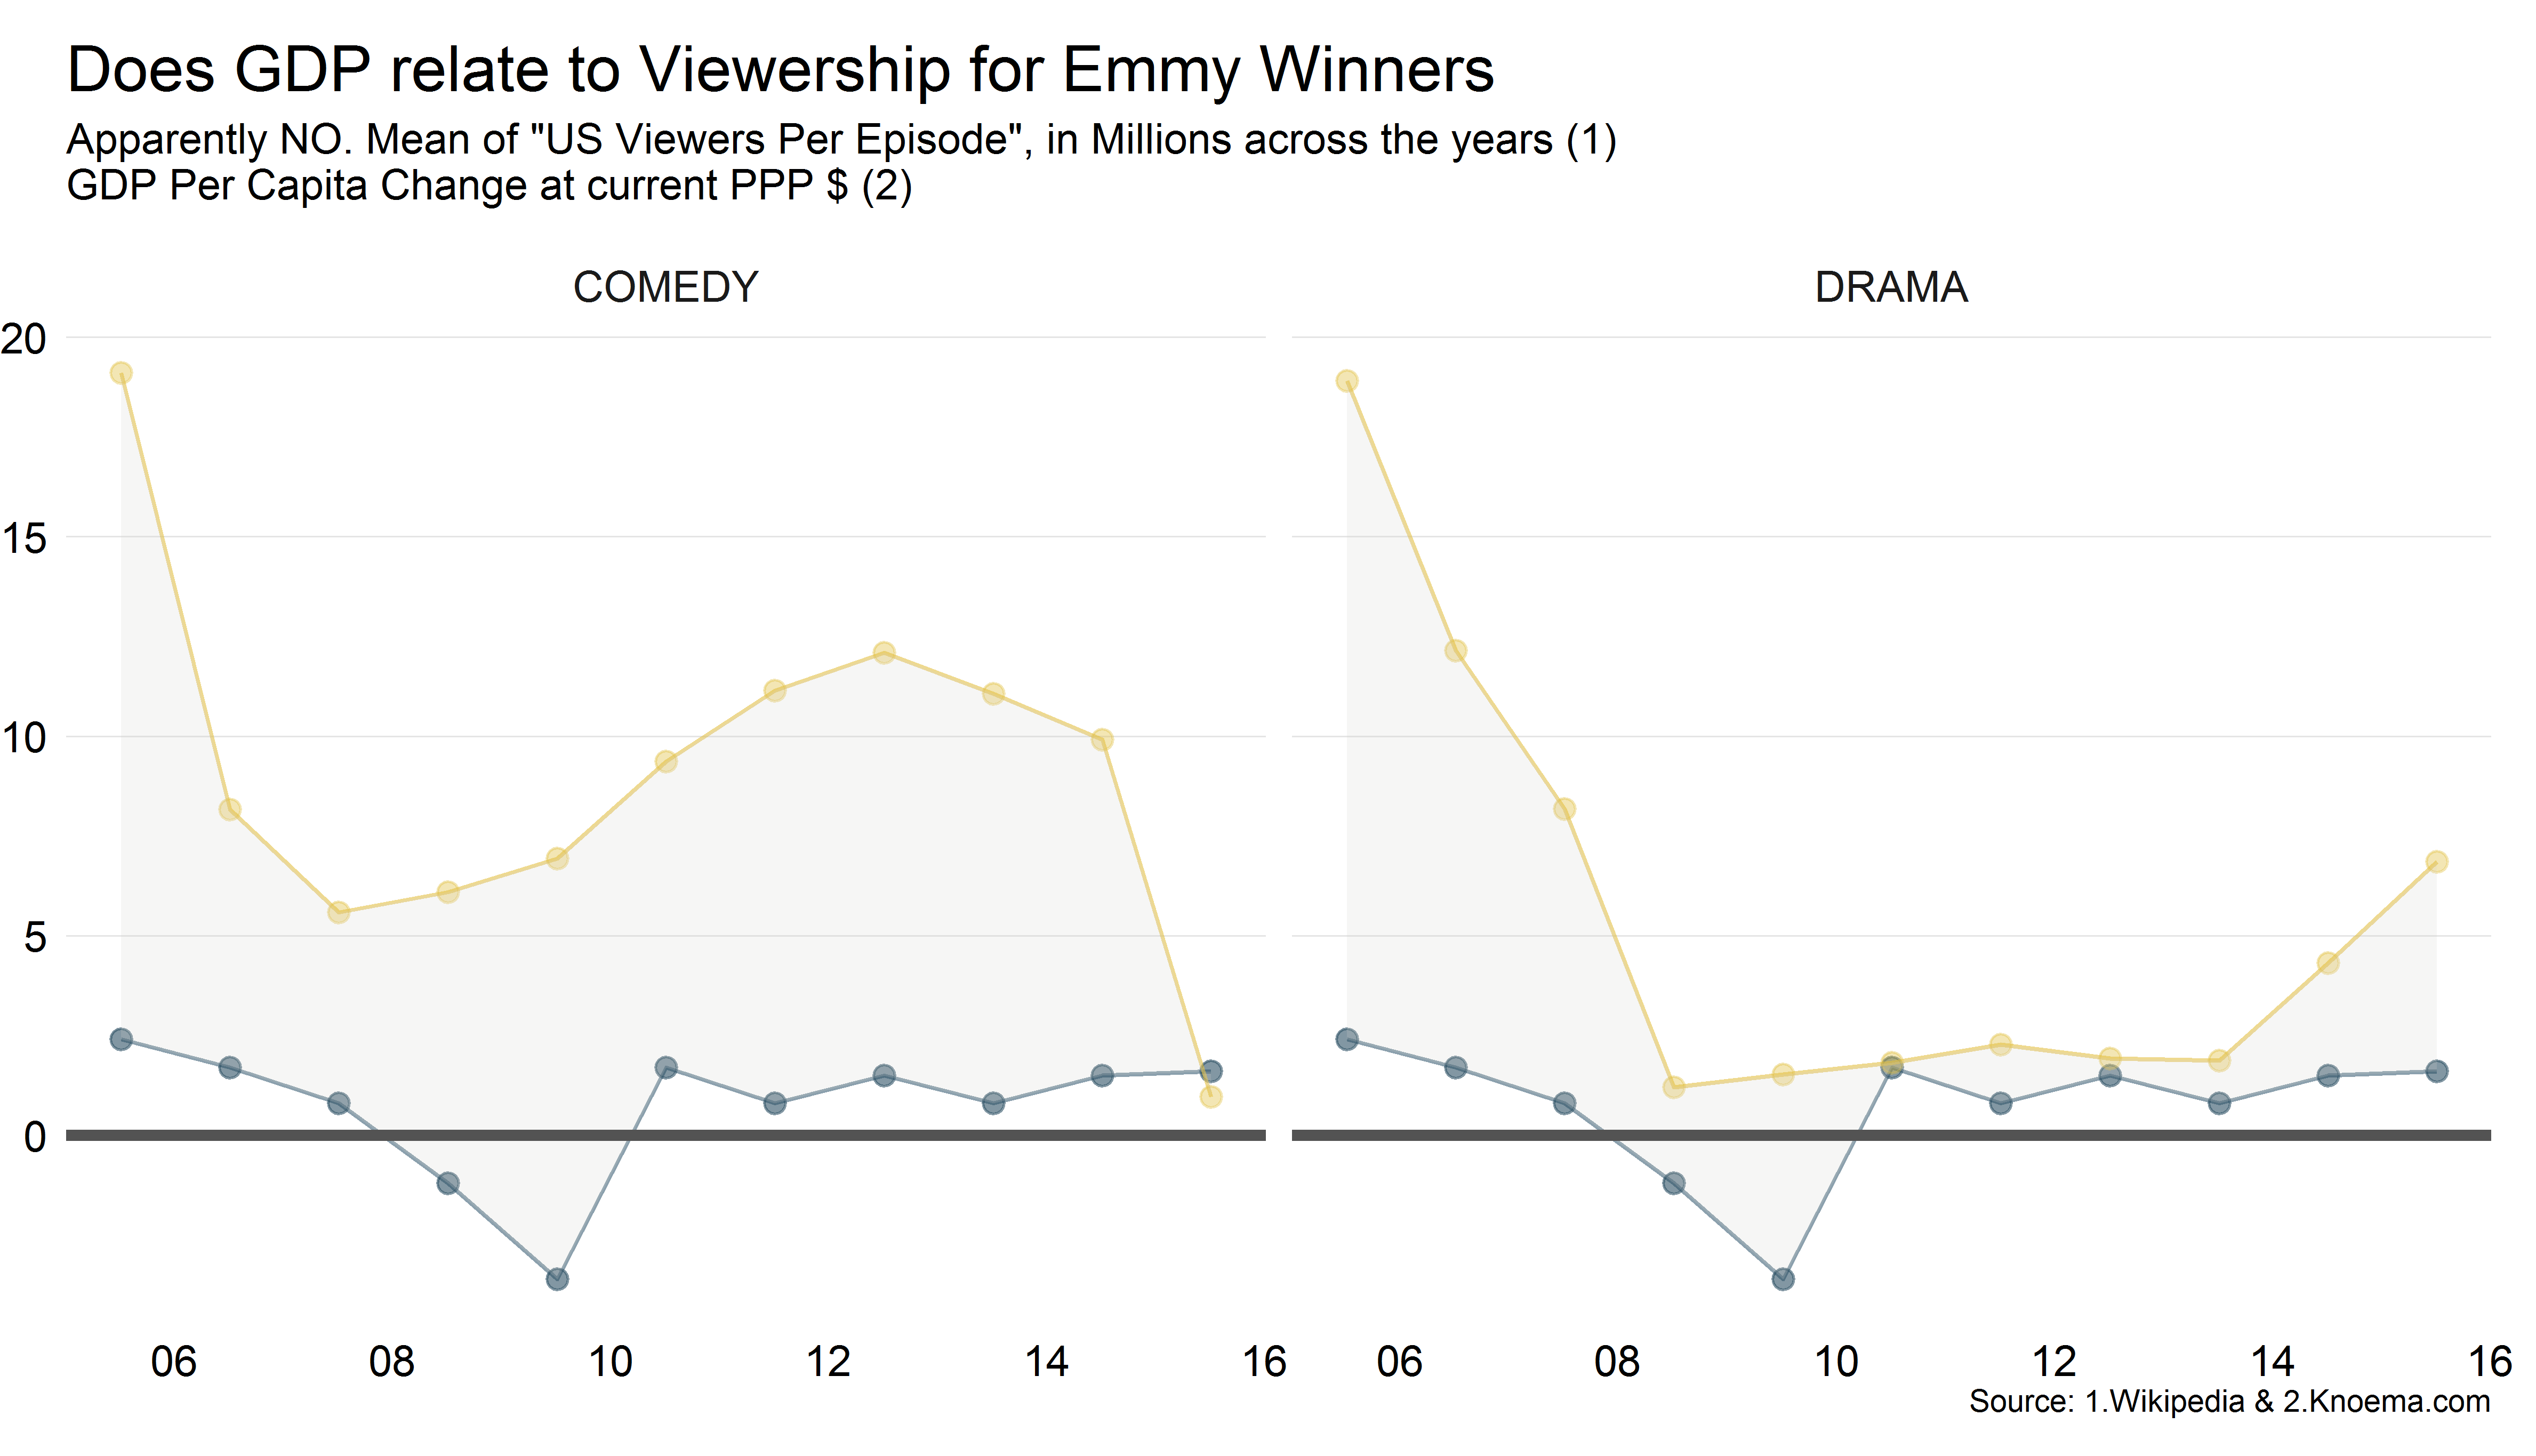 Does GDP relate to Viewership for Emmy Winners
Apparently NO. Mean of "US Viewers Per Episode", in Millions across the years (1)
GDP Per Capita Change at current PPP $ (2)
COMEDY
DRAMA
20
15
10
5
0
06 08 10 12 14 16
06 08 10 12 14 16
Source: 1.Wikipedia & 2.Knoema.com